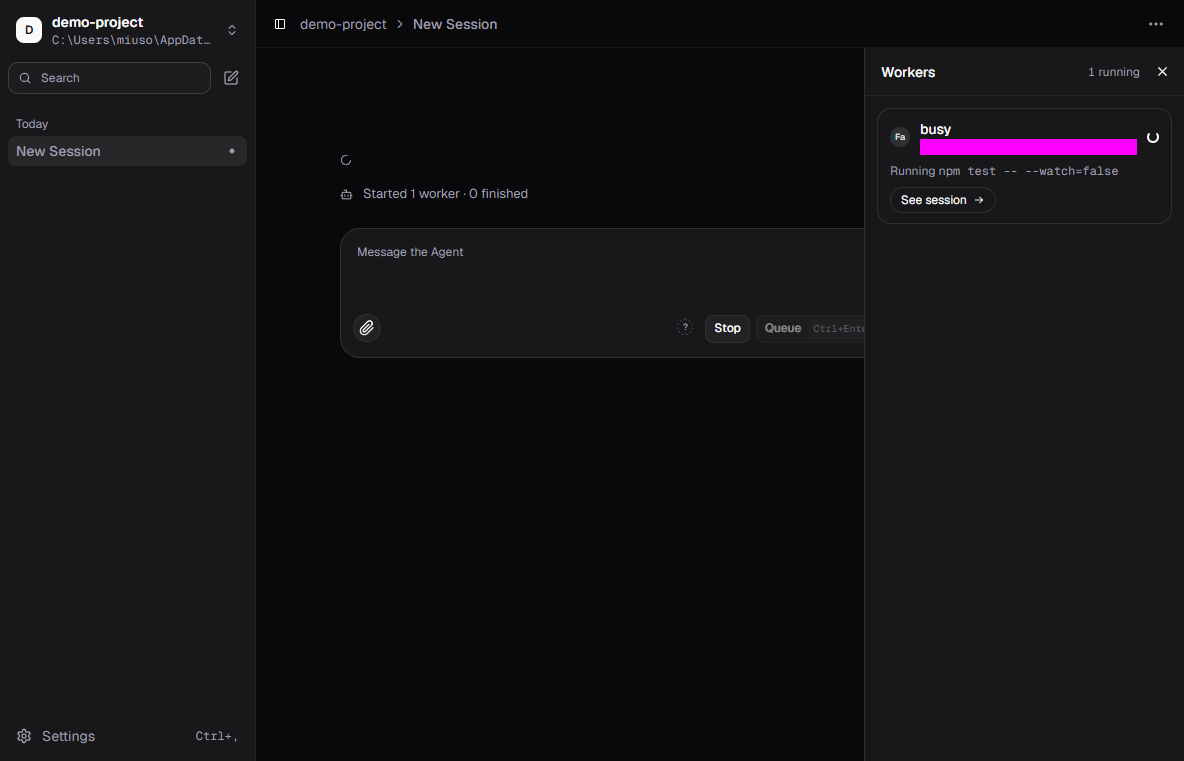 D
demo-project
C:\Users\miuso\AppDat…
Search
Today
New Session
Settings
Ctrl+,
demo-project
New Session
Started 1 worker · 0 finished
Message the Agent
?
Stop
Queue
Ctrl+Ente
Workers
1 running
Fa
busy
Running npm test -- --watch=false
See session →